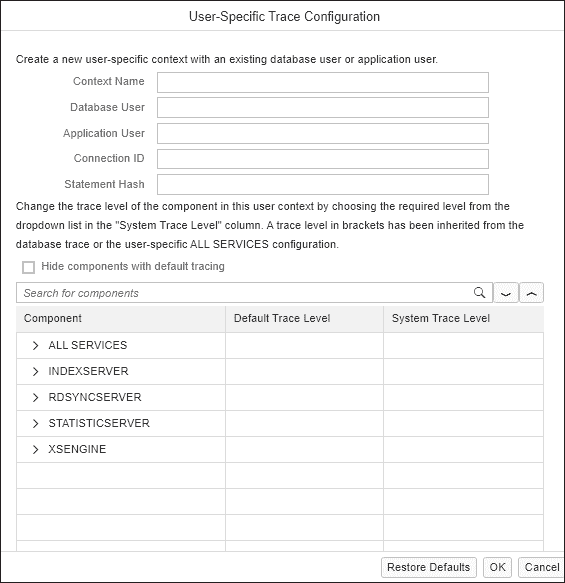 User-Specific Trace Configuration
Create a new user-specific context with an existing database user or application user.
Context Name
Database User
Application User
Connection ID
Statement Hash
Change the trace level of the component in this user context by choosing the required level from the
dropdown list in the "System Trace Level" column. A trace level in brackets has been inherited from the
database trace or the user-specific ALL SERVICES configuration.
Hide components with default tracing
Search for components
Component Default Trace Level System Trace Level
ALL SERVICES
INDEXSERVER
RDSYNCSERVER
STATISTICSERVER
XSENGINE
Restore Defaults OK Cancel